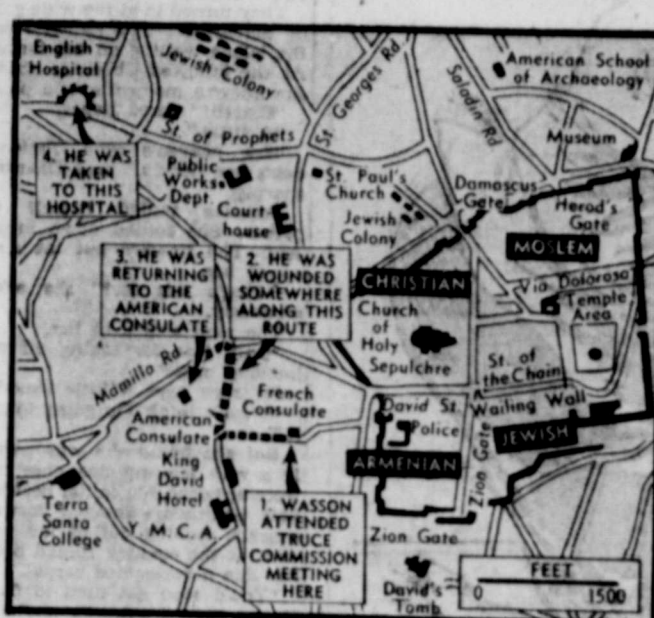 English
Hospital
Jewish Colony
St. Georges Rd
Saladin Rd
American School
of Archaeology
St. of Prophets
Museum
4. HE WAS
TAKEN
TO THIS
HOSPITAL
Public
Works
Dept.
St. Paul's
Church
Damascus
Gate
Herod's
Gate
Court-
house
Jewish
Colony
MOSLEM
3. HE WAS
RETURNING
TO THE
AMERICAN
CONSULATE
2. HE WAS
WOUNDED
SOMEWHERE
ALONG THIS
ROUTE
CHRISTIAN
Via Dolorosa
Temple
Area
Church
of
Holy
Sepulchre
Mamilla Rd
St. of
the Chain
French
Consulate
American
Consulate
David St.
Police
Wailing Wall
JEWISH
Zion Gate
King
David
Hotel
ARMENIAN
Terra
Santa
College
Y. M. C. A.
1. WASSON
ATTENDED
TRUCE
COMMISSION
MEETING
HERE
Zion Gate
David's
Tomb
FEET
0 1500